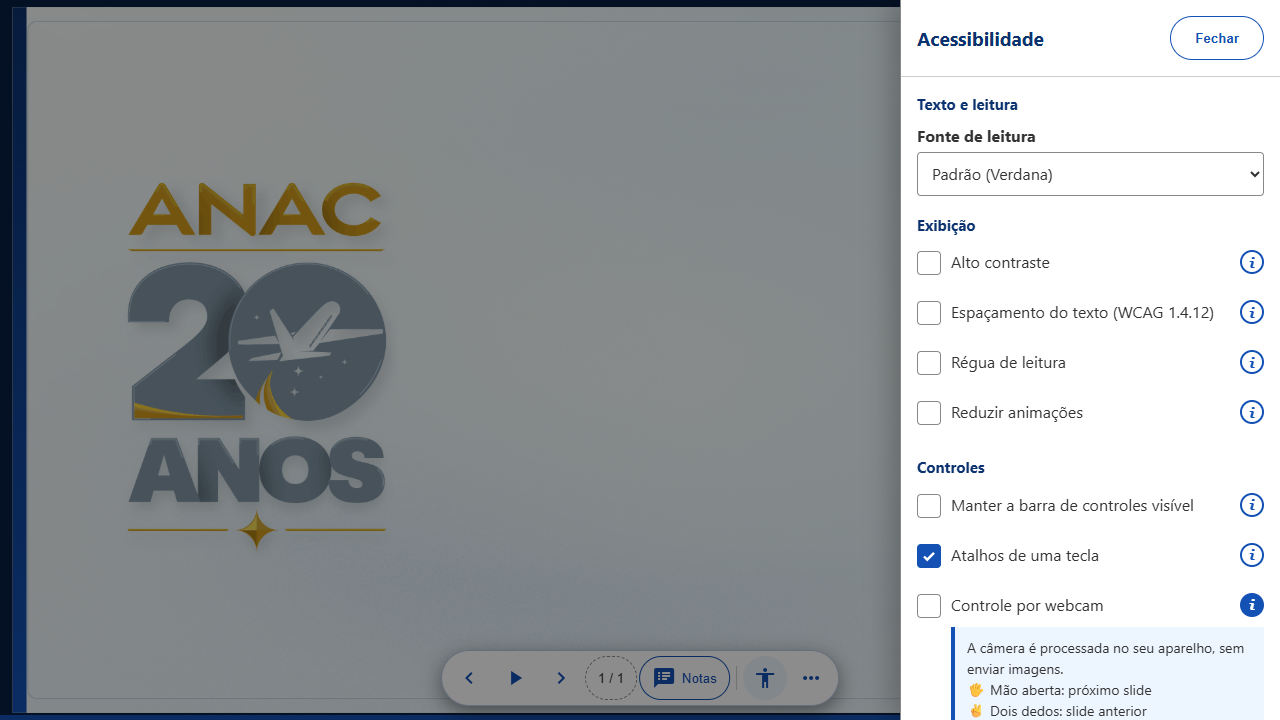 ANAC
20
ANOS
1 / 1
Notas
Acessibilidade
Fechar
Texto e leitura
Fonte de leitura
Padrão (Verdana)
Exibição
Alto contraste
Espaçamento do texto (WCAG 1.4.12)
Régua de leitura
Reduzir animações
Controles
Manter a barra de controles visível
Atalhos de uma tecla
Controle por webcam
A câmera é processada no seu aparelho, sem
enviar imagens.
🖐 Mão aberta: próximo slide
✌ Dois dedos: slide anterior